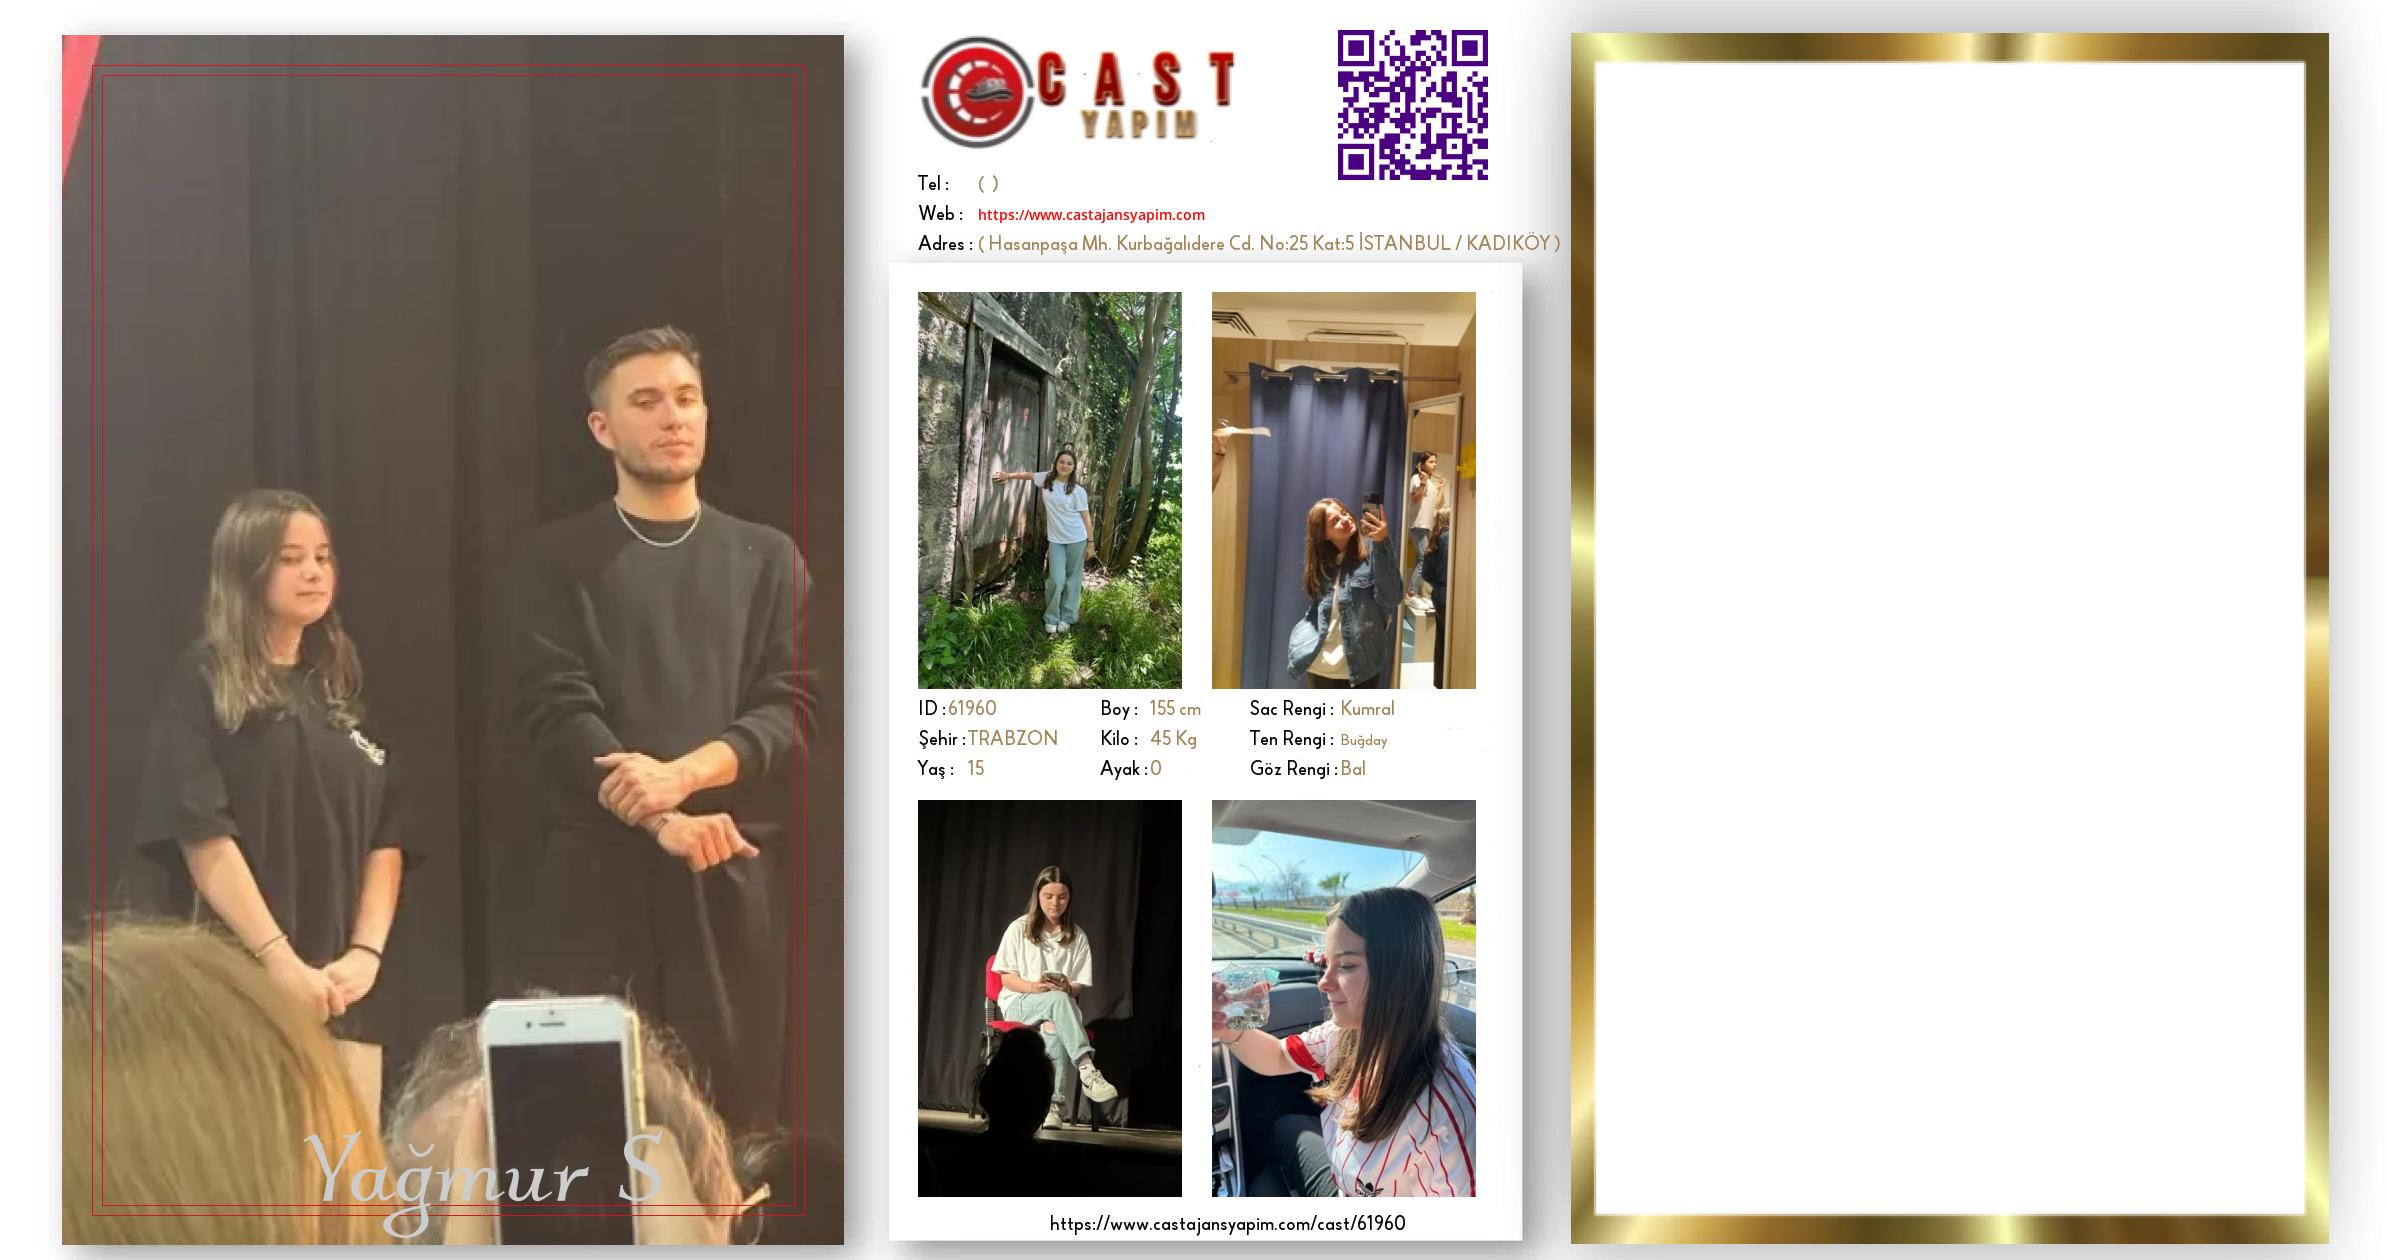 Yağmur S
CAST
YAPIM
Tel : ( )
Web : https://www.castajansyapim.com
Adres : ( Hasanpaşa Mh. Kurbağalıdere Cd. No:25 Kat:5 İSTANBUL / KADIKÖY )
ID : 61960 Boy : 155 cm Sac Rengi : Kumral
Şehir : TRABZON Kilo : 45 Kg Ten Rengi : Buğday
Yaş : 15 Ayak : 0 Göz Rengi : Bal
https://www.castajansyapim.com/cast/61960